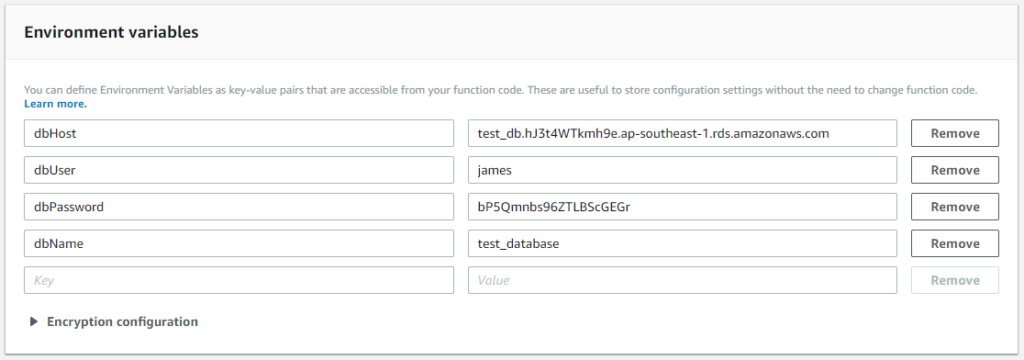 Environment variables
You can define Environment Variables as key-value pairs that are accessible from your function code. These are useful to store configuration settings without the need to change function code.
Learn more.
dbHost test_db.hJ3t4WTkmh9e.ap-southeast-1.rds.amazonaws.com Remove
dbUser james Remove
dbPassword bP5Qmnbs96ZTLBScGEGr Remove
dbName test_database Remove
Key Value Remove
Encryption configuration